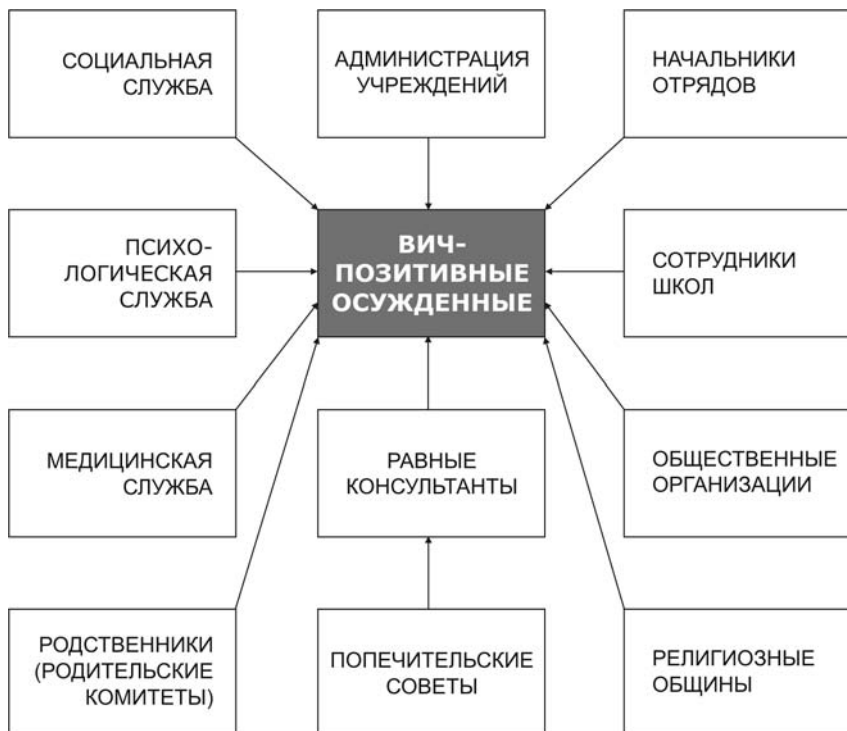 СОЦИАЛЬНАЯ
СЛУЖБА
АДМИНИСТРАЦИЯ
УЧРЕЖДЕНИЙ
НАЧАЛЬНИКИ
ОТРЯДОВ
ПСИХО-
ЛОГИЧЕСКАЯ
СЛУЖБА
ВИЧ-
ПОЗИТИВНЫЕ
ОСУЖДЕННЫЕ
СОТРУДНИКИ
ШКОЛ
МЕДИЦИНСКАЯ
СЛУЖБА
РАВНЫЕ
КОНСУЛЬТАНТЫ
ОБЩЕСТВЕННЫЕ
ОРГАНИЗАЦИИ
РОДСТВЕННИКИ
(РОДИТЕЛЬСКИЕ
КОМИТЕТЫ)
ПОПЕЧИТЕЛЬСКИЕ
СОВЕТЫ
РЕЛИГИОЗНЫЕ
ОБЩИНЫ